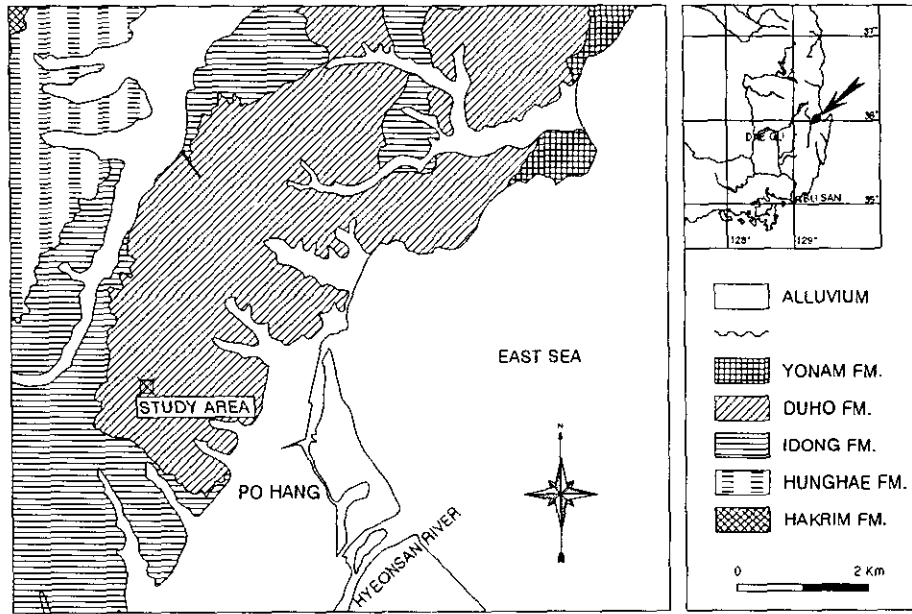 STUDY AREA
PO HANG
EAST SEA
HYEONSAN RIVER
N
37°
36°
35°
128°
129°
ALLUVIUM
YONAM FM.
DUHO FM.
IDONG FM.
HUNGHAE FM.
HAKRIM FM.
0 2 Km